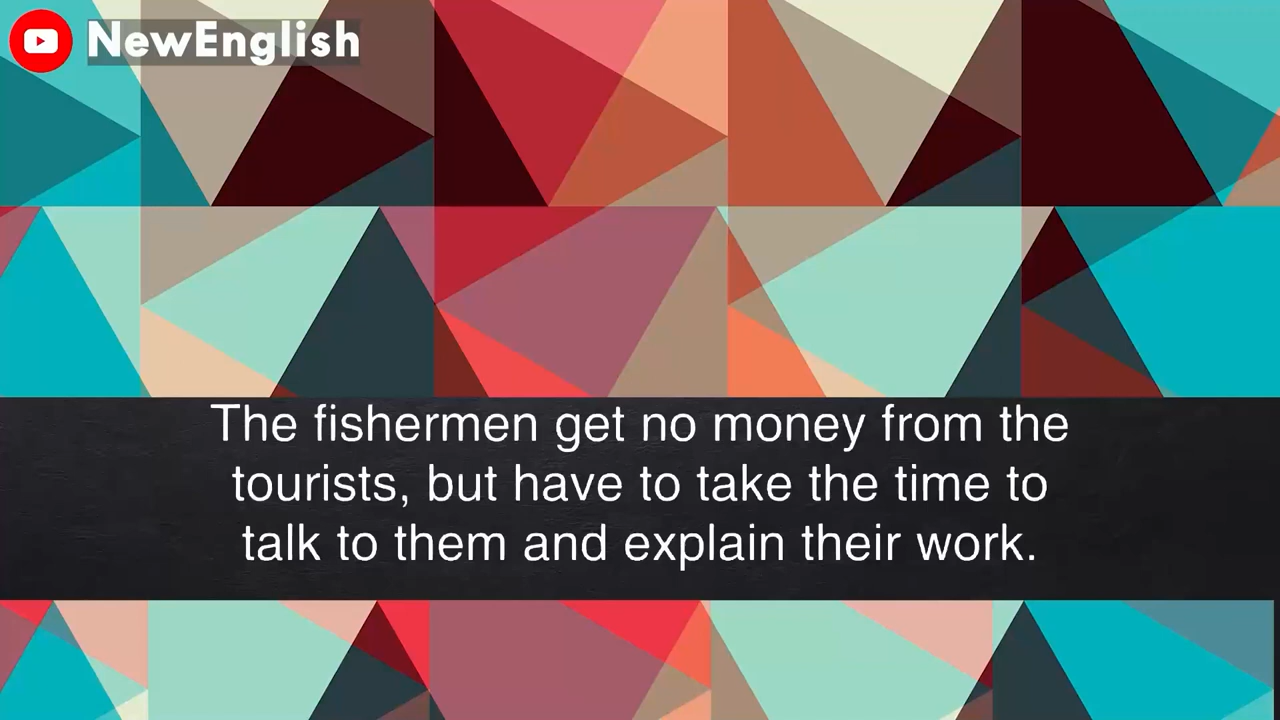 NewEnglish
The fishermen get no money from the
tourists, but have to take the time to
talk to them and explain their work.